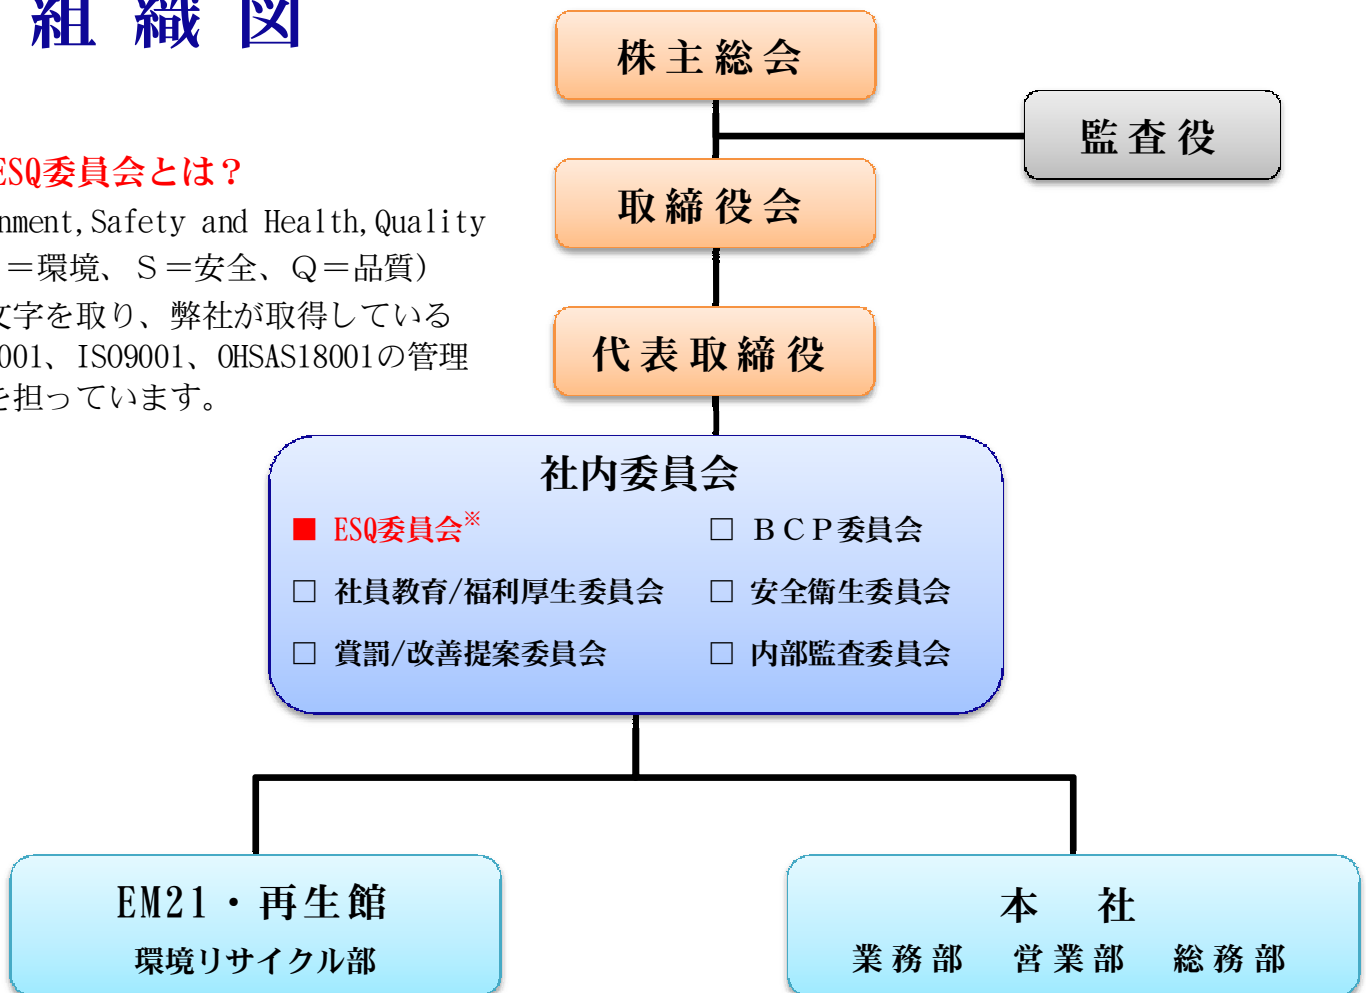 組 織 図
株主総会
監査役
ESQ委員会とは？
取締役会
nment,Safety and Health,Quality
＝環境、Ｓ＝安全、Ｑ＝品質）
文字を取り、弊社が取得している
001、ISO9001、OHSAS18001の管理
を担っています。
代表取締役
社内委員会
■ ESQ委員会※
□ ＢＣＰ委員会
□ 社員教育/福利厚生委員会
□ 安全衛生委員会
□ 賞罰/改善提案委員会
□ 内部監査委員会
EM21・再生館
環境リサイクル部
本　社
業務部　営業部　総務部